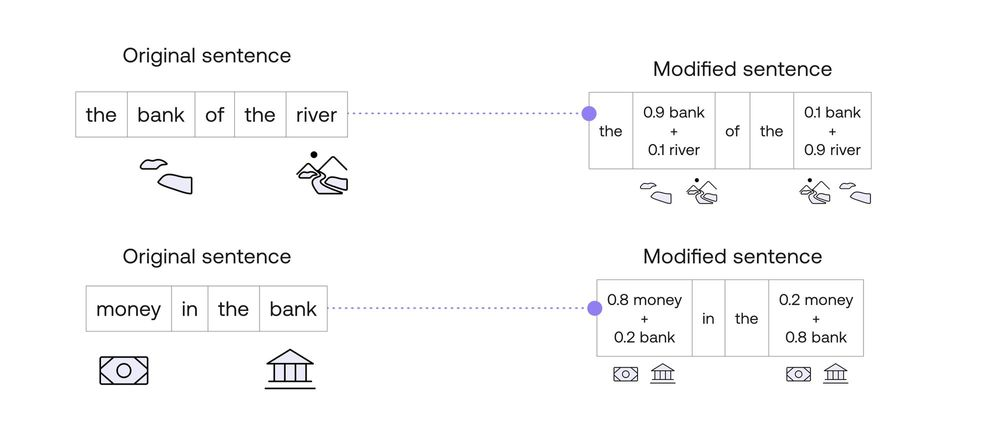 Original sentence
the bank of the river
Modified sentence
the
0.9 bank
+
0.1 river
of
the
0.1 bank
+
0.9 river
Original sentence
money in the bank
Modified sentence
0.8 money
+
0.2 bank
in
the
0.2 money
+
0.8 bank